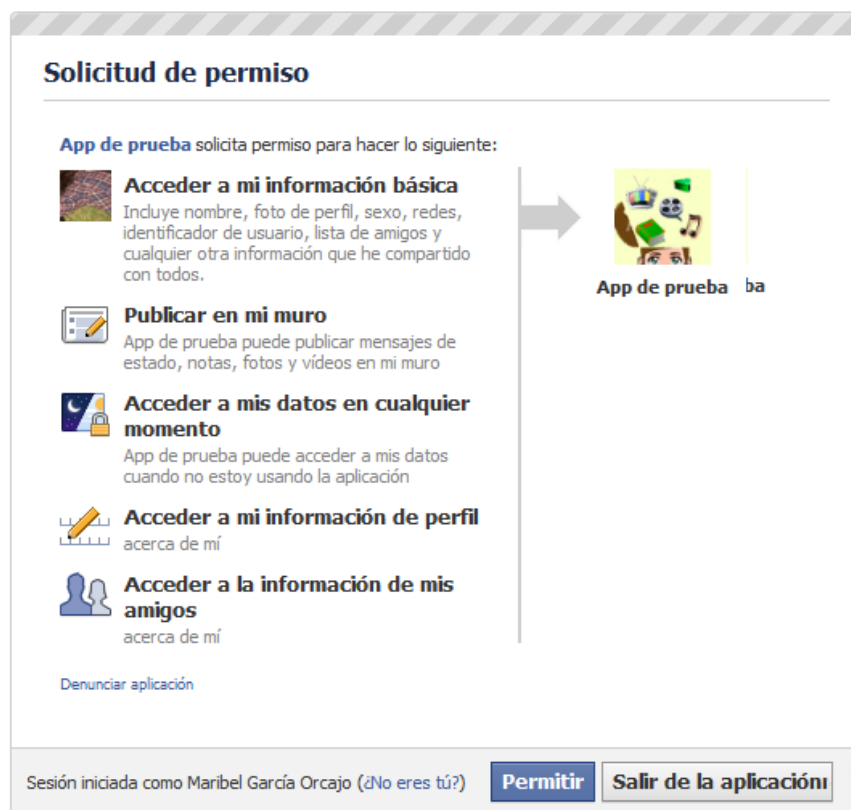 Solicitud de permiso
App de prueba solicita permiso para hacer lo siguiente:
Acceder a mi información básica
Incluye nombre, foto de perfil, sexo, redes,
identificador de usuario, lista de amigos y
cualquier otra información que he compartido
con todos.
Publicar en mi muro
App de prueba puede publicar mensajes de
estado, notas, fotos y vídeos en mi muro
Acceder a mis datos en cualquier
momento
App de prueba puede acceder a mis datos
cuando no estoy usando la aplicación
Acceder a mi información de perfil
acerca de mí
Acceder a la información de mis
amigos
acerca de mí
Denunciar aplicación
App de prueba ba
Sesión iniciada como Maribel García Orcajo (¿No eres tú?)
Permitir
Salir de la aplicación